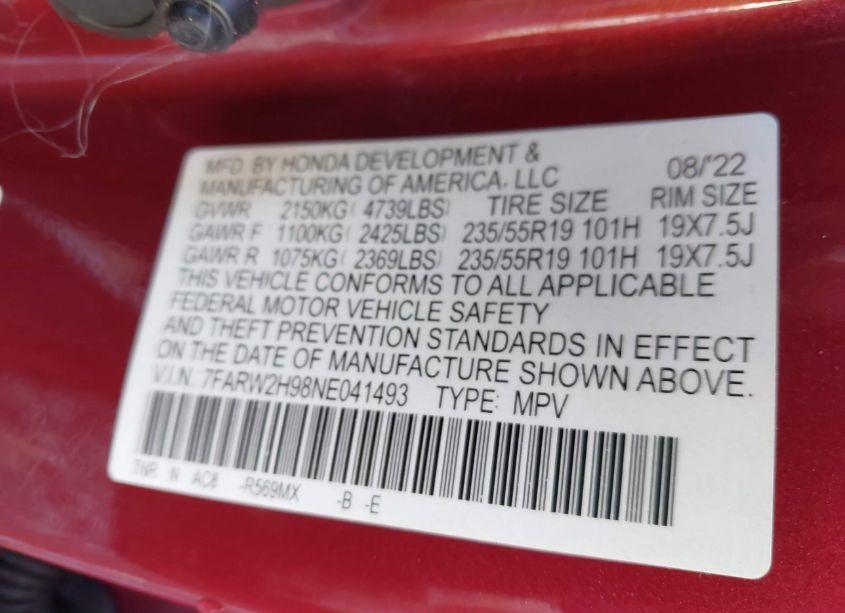 MFD. BY HONDA DEVELOPMENT & 08/'22
MANUFACTURING OF AMERICA, LLC
GVWR 2150KG( 4739LBS) TIRE SIZE RIM SIZE
GAWR F 1100KG( 2425LBS) 235/55R19 101H 19X7.5J
GAWR R 1075KG( 2369LBS) 235/55R19 101H 19X7.5J
THIS VEHICLE CONFORMS TO ALL APPLICABLE
FEDERAL MOTOR VEHICLE SAFETY
AND THEFT PREVENTION STANDARDS IN EFFECT
ON THE DATE OF MANUFACTURE SHOWN ABOVE.
V.I.N: 7FARW2H98NE041493 TYPE: MPV
TNR N AC8 -R569MX -B -E